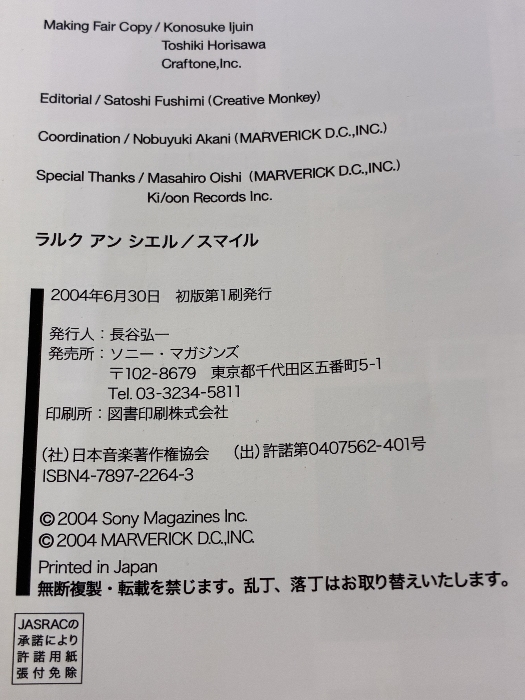 Making Fair Copy / Konosuke Ijuin
Toshiki Horisawa
Craftone,Inc.
Editorial / Satoshi Fushimi (Creative Monkey)
Coordination / Nobuyuki Akani (MARVERICK D.C.,INC.)
Special Thanks / Masahiro Oishi (MARVERICK D.C.,INC.)
Ki/oon Records Inc.
ラルク アン シエル/スマイル
2004年6月30日 初版第1刷発行
発行人:長谷弘一
発売所:ソニー・マガジンズ
〒102-8679 東京都千代田区五番町5-1
Tel. 03-3234-5811
印刷所:図書印刷株式会社
(社)日本音楽著作権協会 (出)許諾第0407562-401号
ISBN4-7897-2264-3
© 2004 Sony Magazines Inc.
© 2004 MARVERICK D.C.,INC.
Printed in Japan
無断複製・転載を禁じます。乱丁、落丁はお取り替えいたします。
JASRACの
承諾により
許諾用紙
張付免除